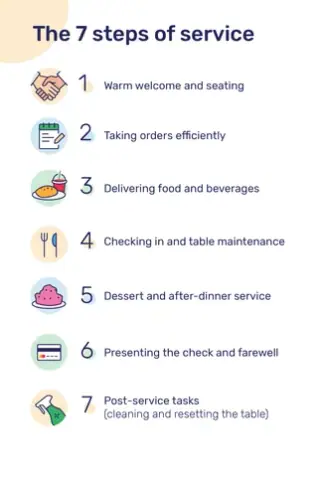 The 7 steps of service
1 Warm welcome and seating
2 Taking orders efficiently
3 Delivering food and beverages
4 Checking in and table maintenance
5 Dessert and after-dinner service
6 Presenting the check and farewell
7 Post-service tasks
(cleaning and resetting the table)